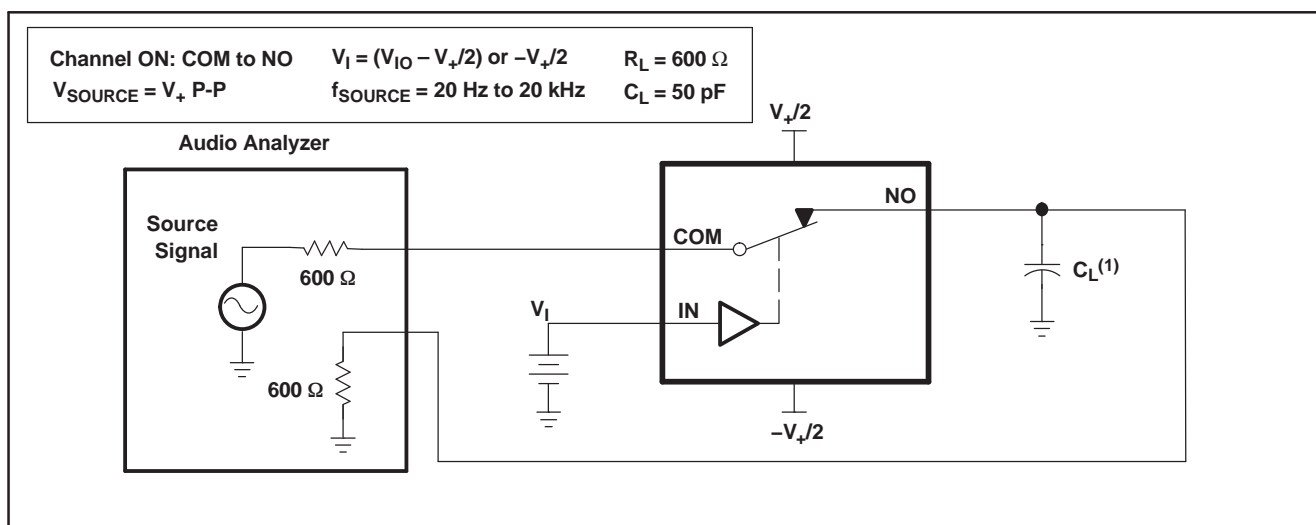 Channel ON: COM to NO V_I = (V_IO – V_+/2) or –V_+/2 R_L = 600 Ω
V_SOURCE = V_+ P-P f_SOURCE = 20 Hz to 20 kHz C_L = 50 pF
Audio Analyzer
V_+/2
NO
Source
Signal
COM
600 Ω
C_L^(1)
V_I
IN
600 Ω
–V_+/2